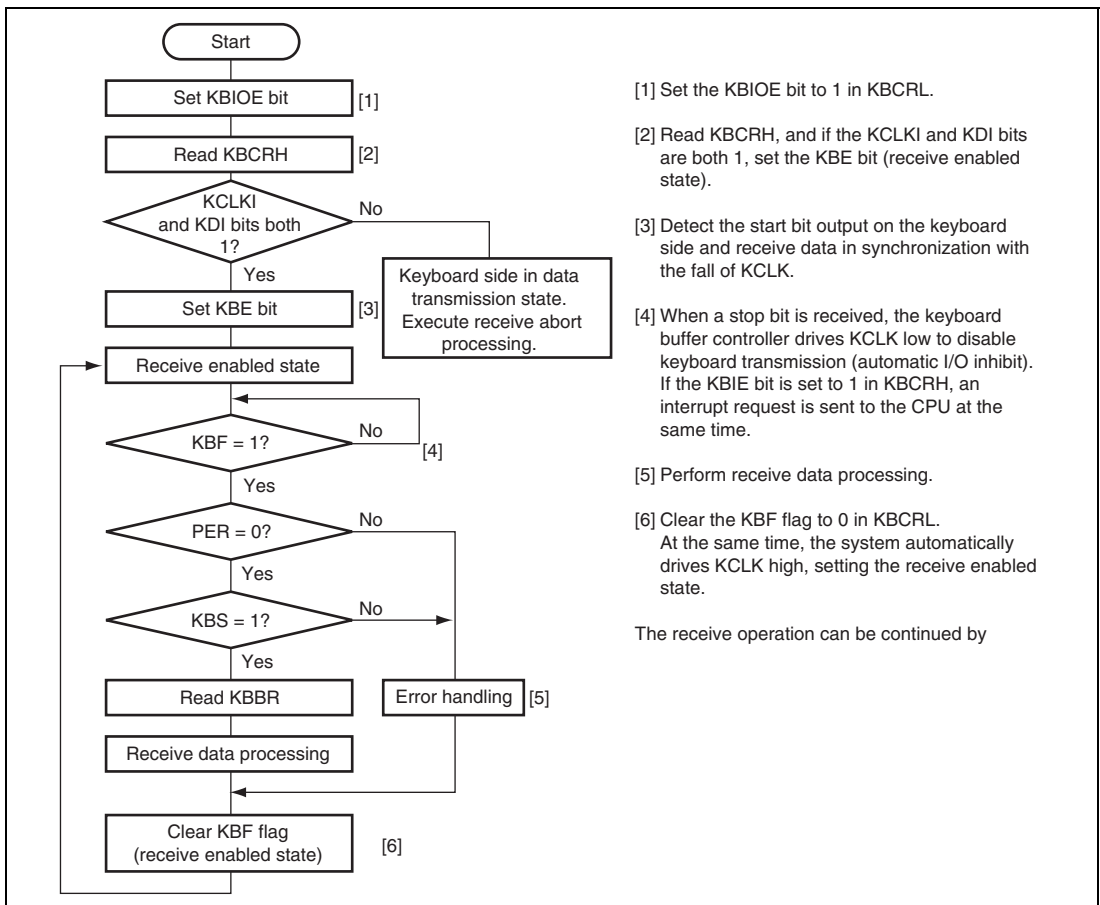 Start
Set KBIOE bit
[1]
Read KBCRH
[2]
KCLKI
and KDI bits both
1?
No
Yes
Keyboard side in data
transmission state.
Execute receive abort
processing.
Set KBE bit
[3]
Receive enabled state
KBF = 1?
No
[4]
Yes
PER = 0?
No
Yes
KBS = 1?
No
Yes
Read KBBR
Error handling
[5]
Receive data processing
Clear KBF flag
(receive enabled state)
[6]
[1] Set the KBIOE bit to 1 in KBCRL.
[2] Read KBCRH, and if the KCLKI and KDI bits
are both 1, set the KBE bit (receive enabled
state).
[3] Detect the start bit output on the keyboard
side and receive data in synchronization with
the fall of KCLK.
[4] When a stop bit is received, the keyboard
buffer controller drives KCLK low to disable
keyboard transmission (automatic I/O inhibit).
If the KBIE bit is set to 1 in KBCRH, an
interrupt request is sent to the CPU at the
same time.
[5] Perform receive data processing.
[6] Clear the KBF flag to 0 in KBCRL.
At the same time, the system automatically
drives KCLK high, setting the receive enabled
state.
The receive operation can be continued by